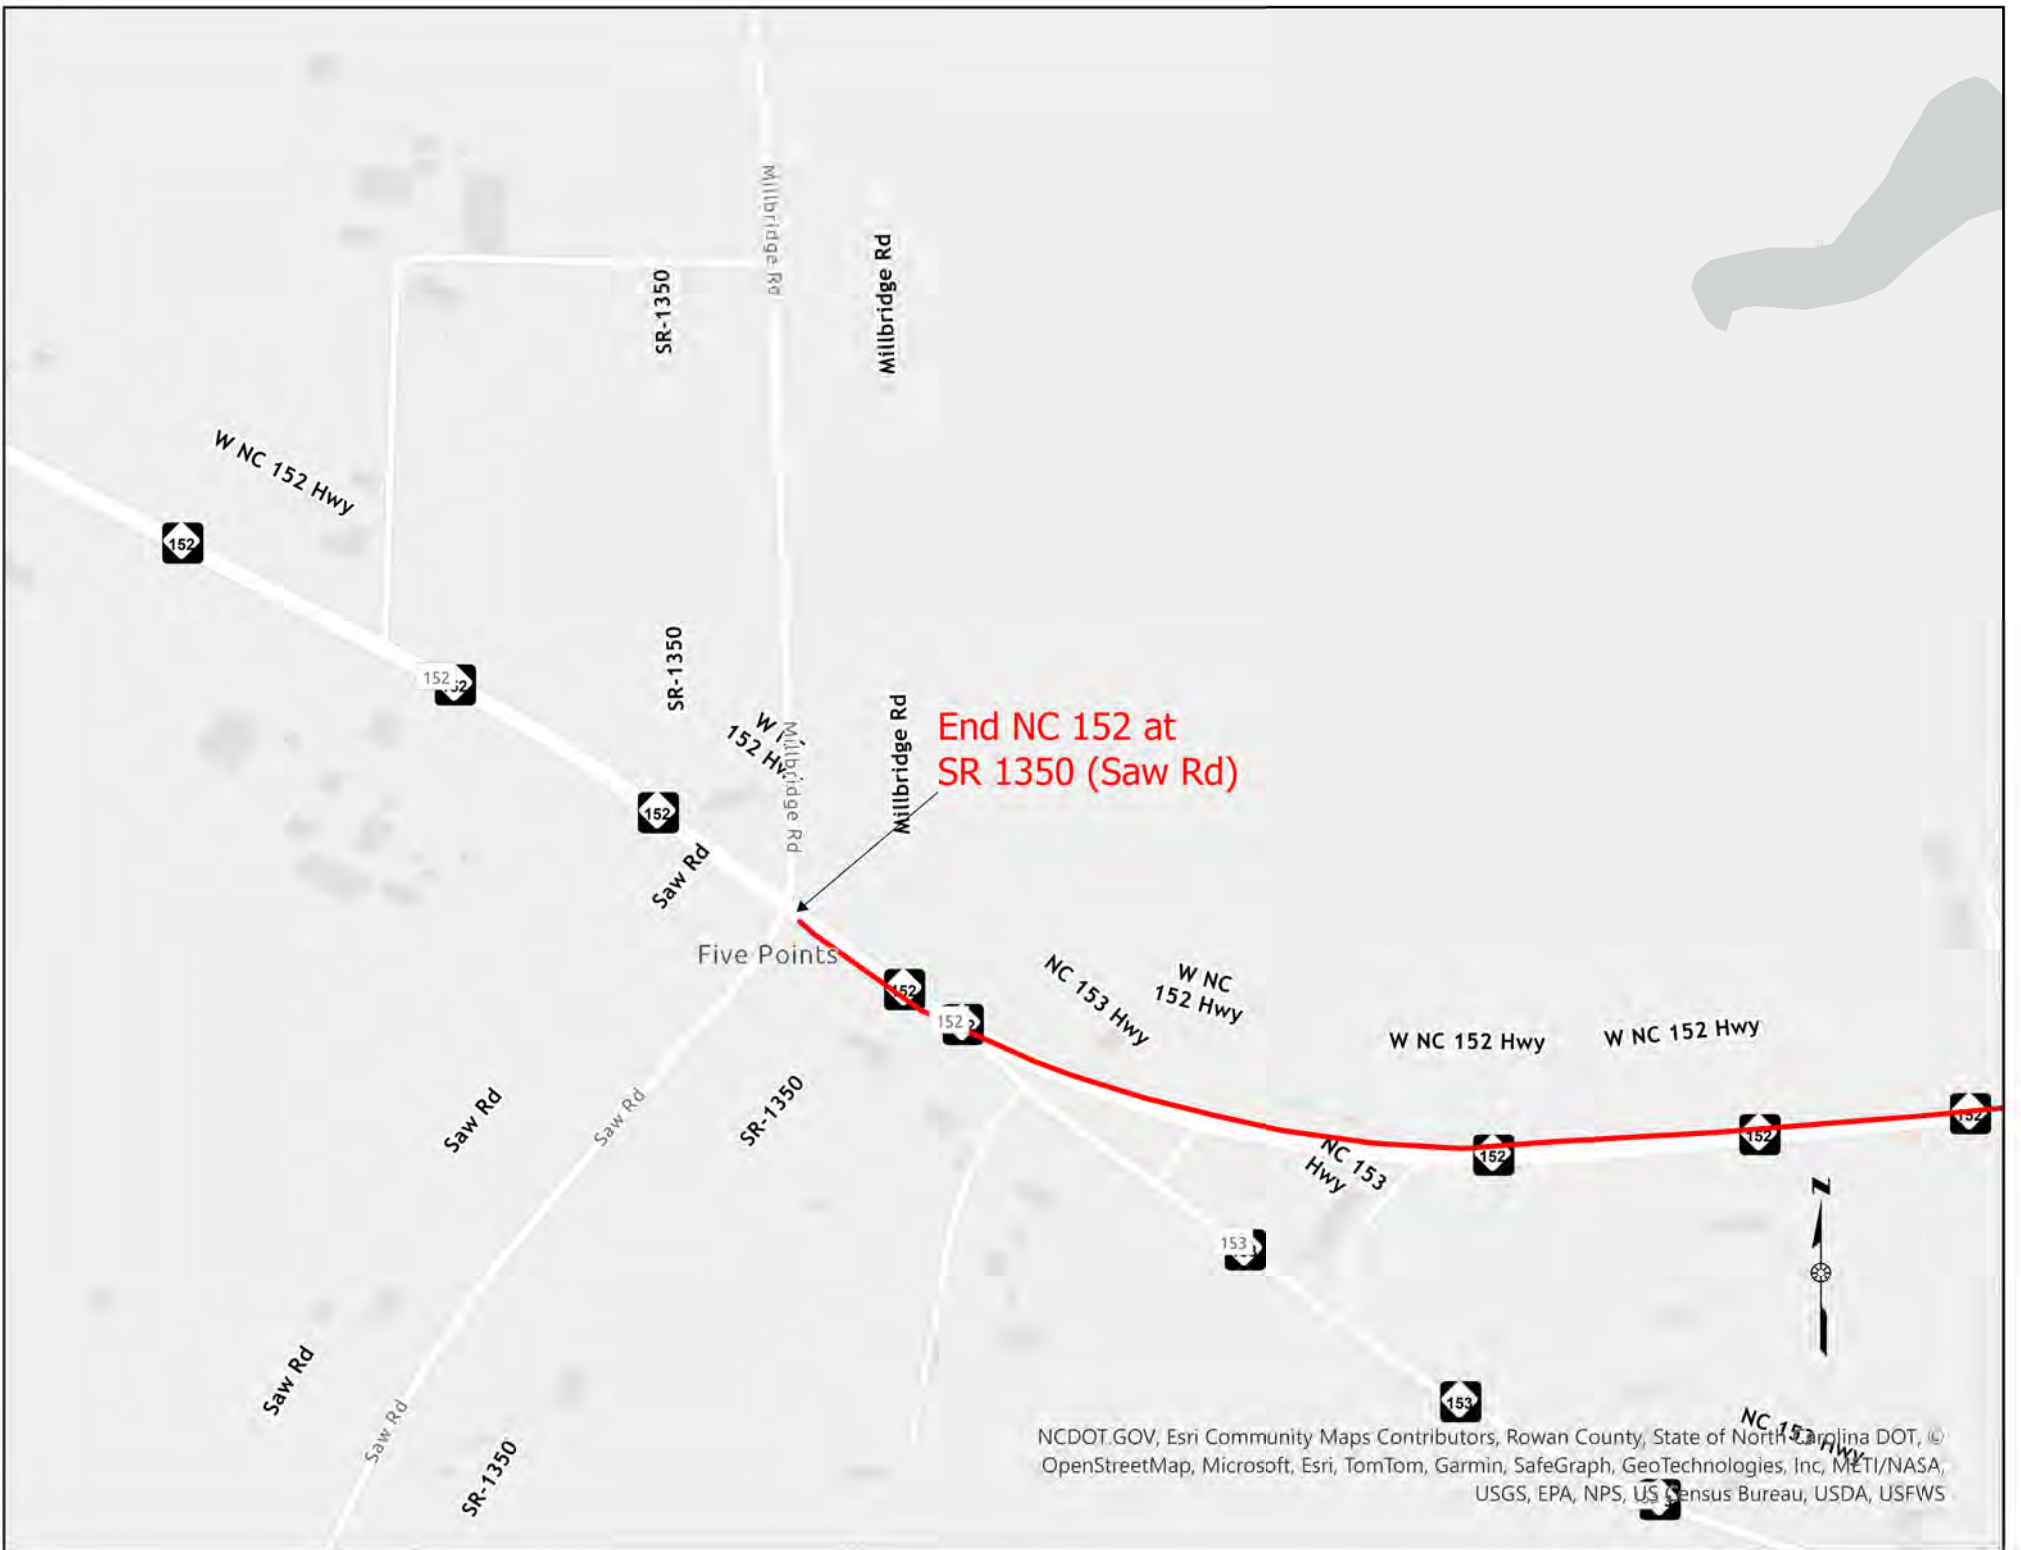 Millbridge Rd
Millbridge Rd
SR-1350
W NC 152 Hwy
152
152
SR-1350
Millbridge Rd
W
152
Millbridge Rd
End NC 152 at
SR 1350 (Saw Rd)
152
Saw Rd
Five Points
152
152
NC 153 Hwy
W NC
152 Hwy
W NC 152 Hwy
W NC 152 Hwy
152
152
152
Saw Rd
Saw Rd
SR-1350
NC 153
Hwy
N
153
Saw Rd
Saw Rd
SR-1350
153
NC 153 Hwy
NCDOT.GOV, Esri Community Maps Contributors, Rowan County, State of North Carolina DOT, ©
OpenStreetMap, Microsoft, Esri, TomTom, Garmin, SafeGraph, GeoTechnologies, Inc, METI/NASA,
USGS, EPA, NPS, US Census Bureau, USDA, USFWS